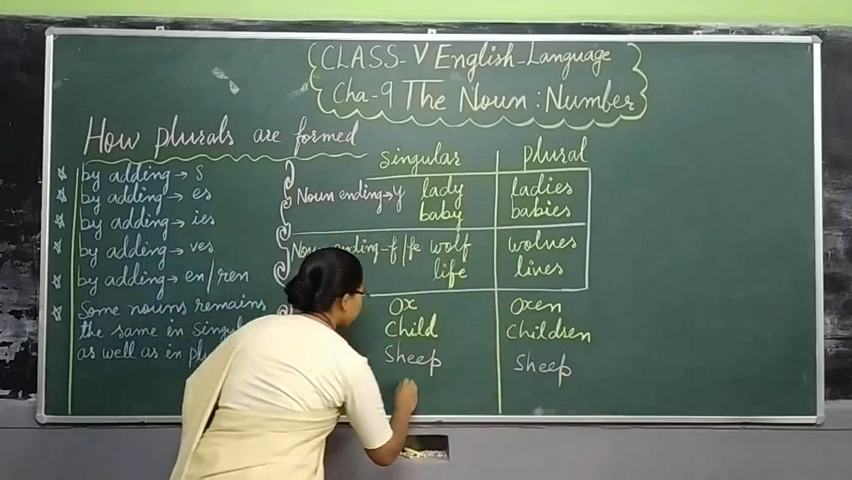 CLASS-V English-Language
Cha-9 The Noun : Number
How plurals are formed
by adding → s
by adding → es
by adding → ies
by adding → ves
by adding → en/ren
Some nouns remains
the same in
as well as in
Singular plural
Noun ending → y lady ladies
baby babies
ending - f/fe wolf wolves
life lives
Ox Oxen
Child Children
Sheep Sheep